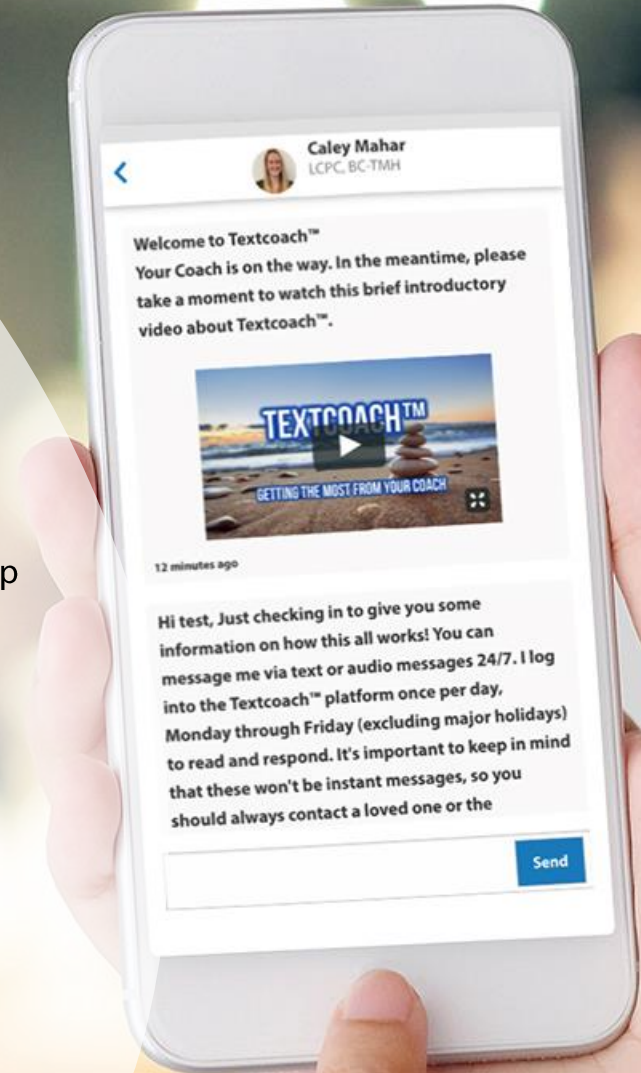 Caley Mahar
LCPC, BC-TMH
Welcome to Textcoach™
Your Coach is on the way. In the meantime, please
take a moment to watch this brief introductory
video about Textcoach™.
TEXTCOACH™
GETTING THE MOST FROM YOUR COACH
12 minutes ago
p
Hi test, Just checking in to give you some
information on how this all works! You can
message me via text or audio messages 24/7. I log
into the Textcoach™ platform once per day,
Monday through Friday (excluding major holidays)
to read and respond. It's important to keep in mind
that these won't be instant messages, so you
should always contact a loved one or the
Send